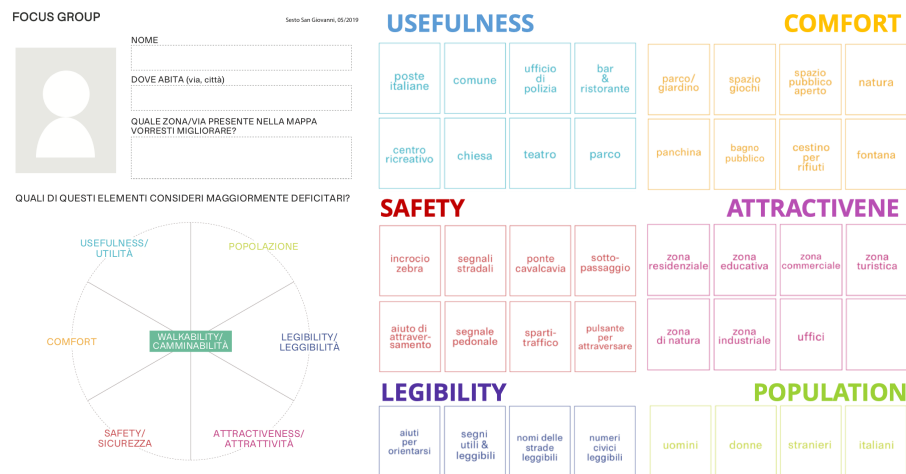 FOCUS GROUP
Sesto San Giovanni, 05/2019
NOME
DOVE ABITA (via, città)
QUALE ZONA/VIA PRESENTE NELLA MAPPA
VORRESTI MIGLIORARE?
QUALI DI QUESTI ELEMENTI CONSIDERI MAGGIORMENTE DEFICITARI?
USEFULNESS/
UTILITÀ
POPOLAZIONE
COMFORT
WALKABILITY/
CAMMINABILITÀ
LEGIBILITY/
LEGGIBILITÀ
SAFETY/
SICUREZZA
ATTRACTIVENESS/
ATTRATTIVITÀ
USEFULNESS
poste
italiane
comune
ufficio
di
polizia
bar
&
ristorante
centro
ricreativo
chiesa
teatro
parco
COMFORT
parco/
giardino
spazio
giochi
spazio
pubblico
aperto
natura
panchina
bagno
pubblico
cestino
per
rifiuti
fontana
SAFETY
incrocio
zebra
segnali
stradali
ponte
cavalcavia
sotto-
passaggio
aiuto di
attraver-
samento
segnale
pedonale
sparti-
traffico
pulsante
per
attraversare
ATTRACTIVENE
zona
residenziale
zona
educativa
zona
commerciale
zona
turistica
zona
di natura
zona
industriale
uffici
LEGIBILITY
aiuti
per
orientarsi
segni
utili &
leggibili
nomi delle
strade
leggibili
numeri
civici
leggibili
POPULATION
uomini
donne
stranieri
italiani